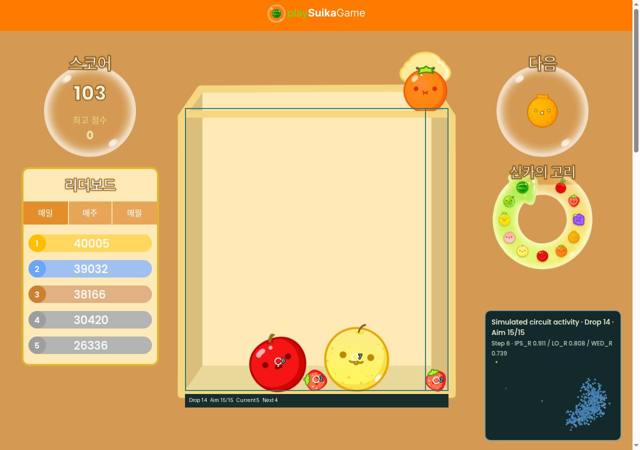 playSuikaGame
스코어
103
최고 점수
0
리더보드
매일
매주
매월
1 40005
2 39032
3 38166
4 30420
5 26336
다음
산카의 고리
Simulated circuit activity · Drop 14 · Aim 15/15
Step 6 · IPS_R 0.911 / LO_R 0.808 / WED_R 0.739
Drop 14 Aim 15/15 Current 5 Next 4